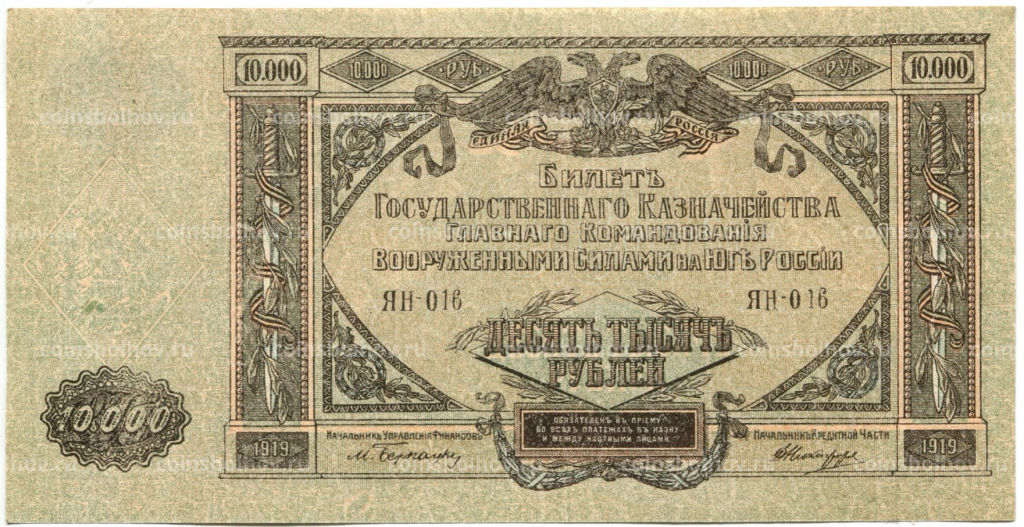 10.000 10.000 РУБ 10.000 РУБ 10.000
ЕДИНАЯ РОССІЯ
БИЛЕТЪ
ГОСУДАРСТВЕННАГО КАЗНАЧЕЙСТВА
ГЛАВНАГО КОМАНДОВАНІЯ
ВООРУЖЕННЫМИ СИЛАМИ НА ЮГѢ РОССІИ
ЯН-016 ЯН-016
ДЕСЯТЬ ТЫСЯЧЪ
РУБЛЕЙ
10.000
ОБЯЗАТЕЛЕНЪ КЪ ПРІЕМУ
ВО ВСѢХЪ ПЛАТЕЖАХЪ ВЪ КАЗНУ
И МЕЖДУ ЧАСТНЫМИ ЛИЦАМИ
1919 НАЧАЛЬНИКЪ УПРАВЛЕНІЯ ФИНАНСОВЪ НАЧАЛЬНИКЪ КРЕДИТНОЙ ЧАСТИ 1919
coinsbolhov.ru